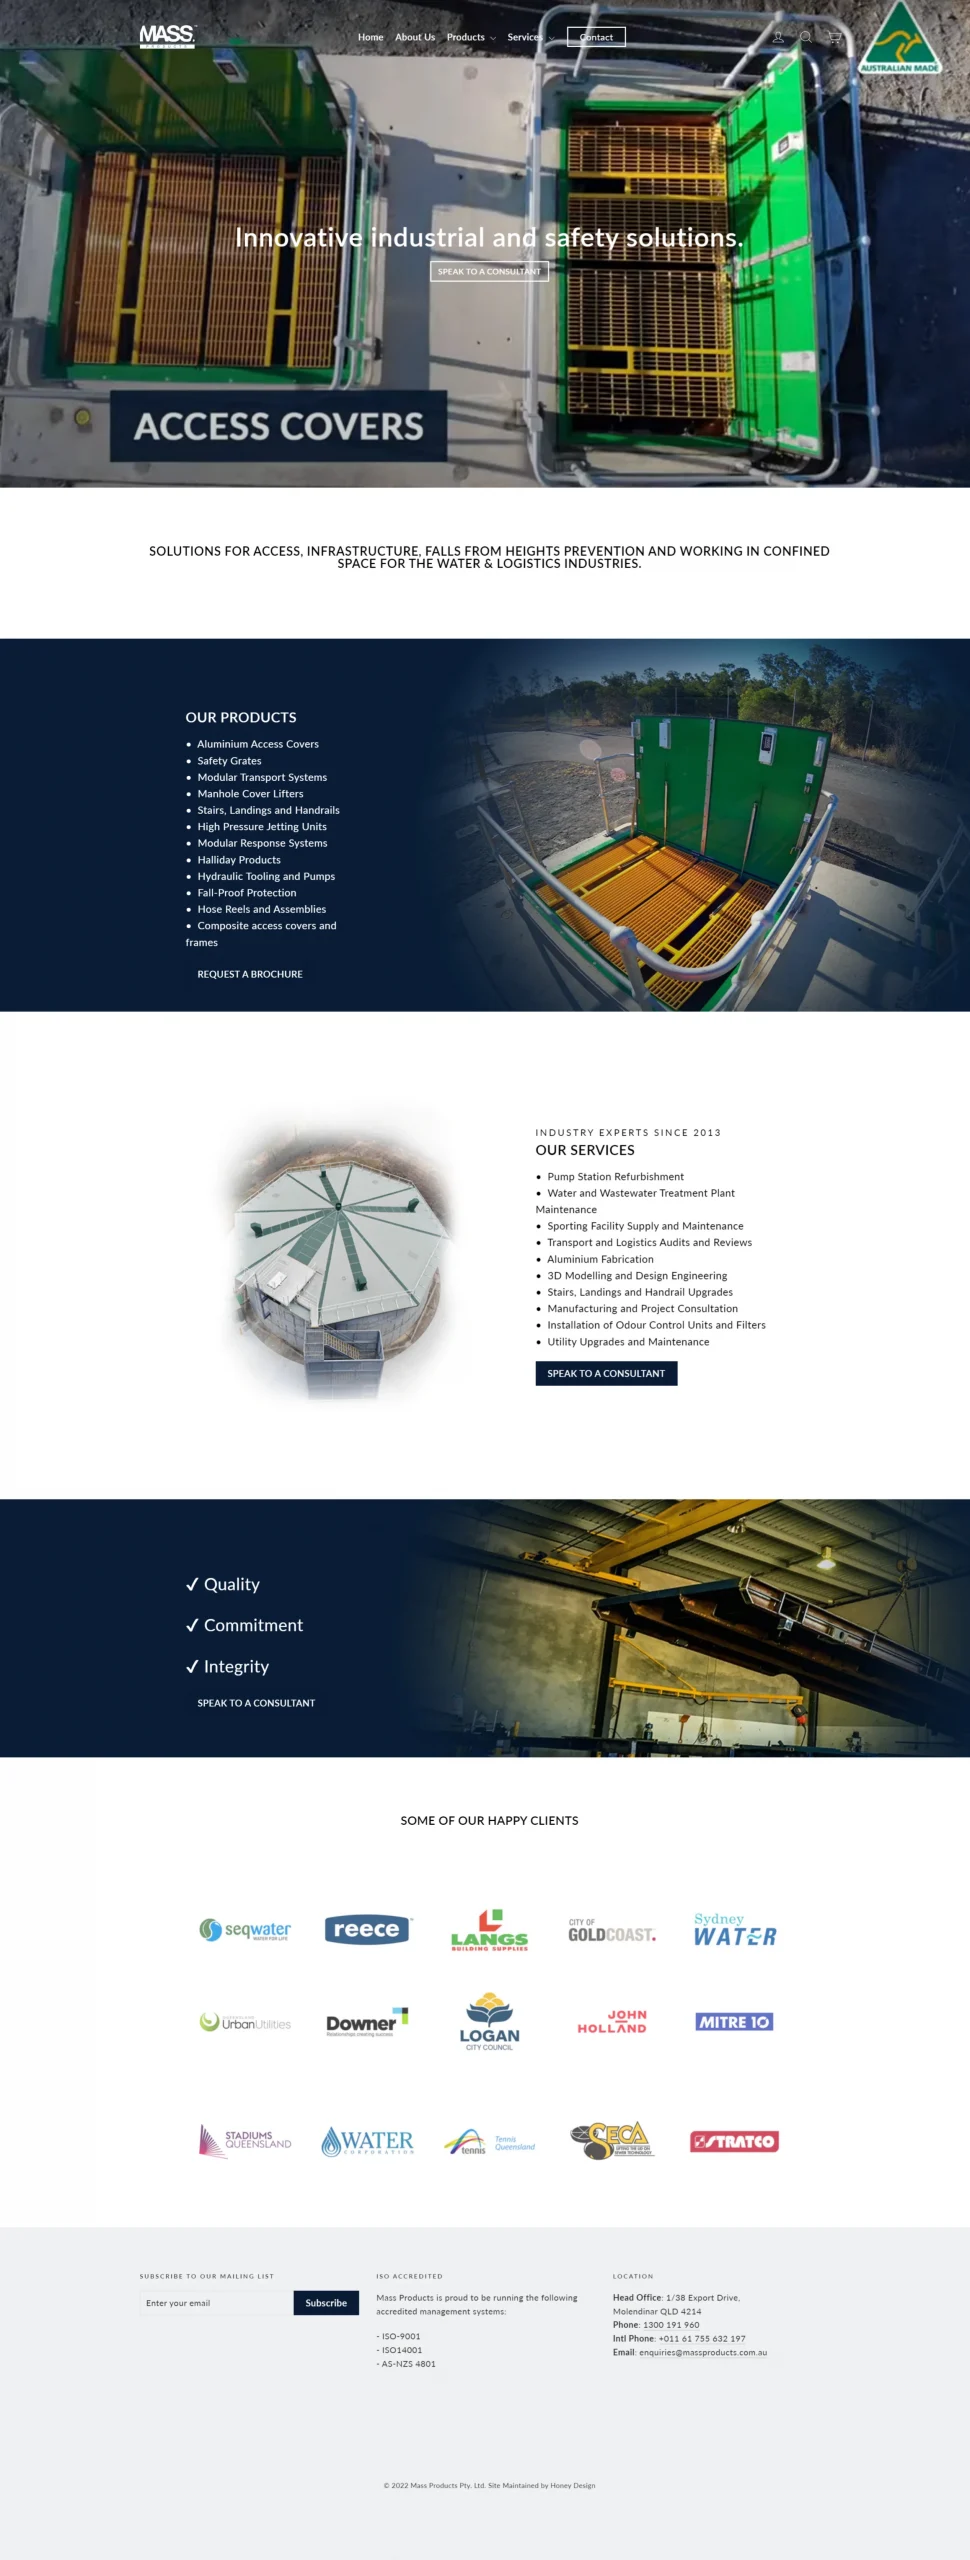 MASS.
PRODUCTS
Home About Us Products Services Contact
AUSTRALIAN MADE
Innovative industrial and safety solutions.
SPEAK TO A CONSULTANT
ACCESS COVERS
SOLUTIONS FOR ACCESS, INFRASTRUCTURE, FALLS FROM HEIGHTS PREVENTION AND WORKING IN CONFINED
SPACE FOR THE WATER & LOGISTICS INDUSTRIES.
OUR PRODUCTS
• Aluminium Access Covers
• Safety Grates
• Modular Transport Systems
• Manhole Cover Lifters
• Stairs, Landings and Handrails
• High Pressure Jetting Units
• Modular Response Systems
• Halliday Products
• Hydraulic Tooling and Pumps
• Fall-Proof Protection
• Hose Reels and Assemblies
• Composite access covers and
frames
REQUEST A BROCHURE
INDUSTRY EXPERTS SINCE 2013
OUR SERVICES
• Pump Station Refurbishment
• Water and Wastewater Treatment Plant
Maintenance
• Sporting Facility Supply and Maintenance
• Transport and Logistics Audits and Reviews
• Aluminium Fabrication
• 3D Modelling and Design Engineering
• Stairs, Landings and Handrail Upgrades
• Manufacturing and Project Consultation
• Installation of Odour Control Units and Filters
• Utility Upgrades and Maintenance
SPEAK TO A CONSULTANT
✓ Quality
✓ Commitment
✓ Integrity
SPEAK TO A CONSULTANT
SOME OF OUR HAPPY CLIENTS
seqwater
WATER FOR LIFE
reece
LANGS
BUILDING SUPPLIES
CITY OF
GOLDCOAST.
Sydney
WATER
UrbanUtilities
Downer
Relationships creating success
LOGAN
CITY COUNCIL
JOHN
HOLLAND
MITRE 10
STADIUMS
QUEENSLAND
WATER
CORPORATION
tennis
Tennis
Queensland
SECA
LIFTING THE LID ON
SEWER TECHNOLOGY
STRATCO
SUBSCRIBE TO OUR MAILING LIST
Enter your email
Subscribe
ISO ACCREDITED
Mass Products is proud to be running the following
accredited management systems:
- ISO-9001
- ISO14001
- AS-NZS 4801
LOCATION
Head Office: 1/38 Export Drive,
Molendinar QLD 4214
Phone: 1300 191 960
Intl Phone: +011 61 755 632 197
Email: enquiries@massproducts.com.au
© 2022 Mass Products Pty. Ltd. Site Maintained by Honey Design